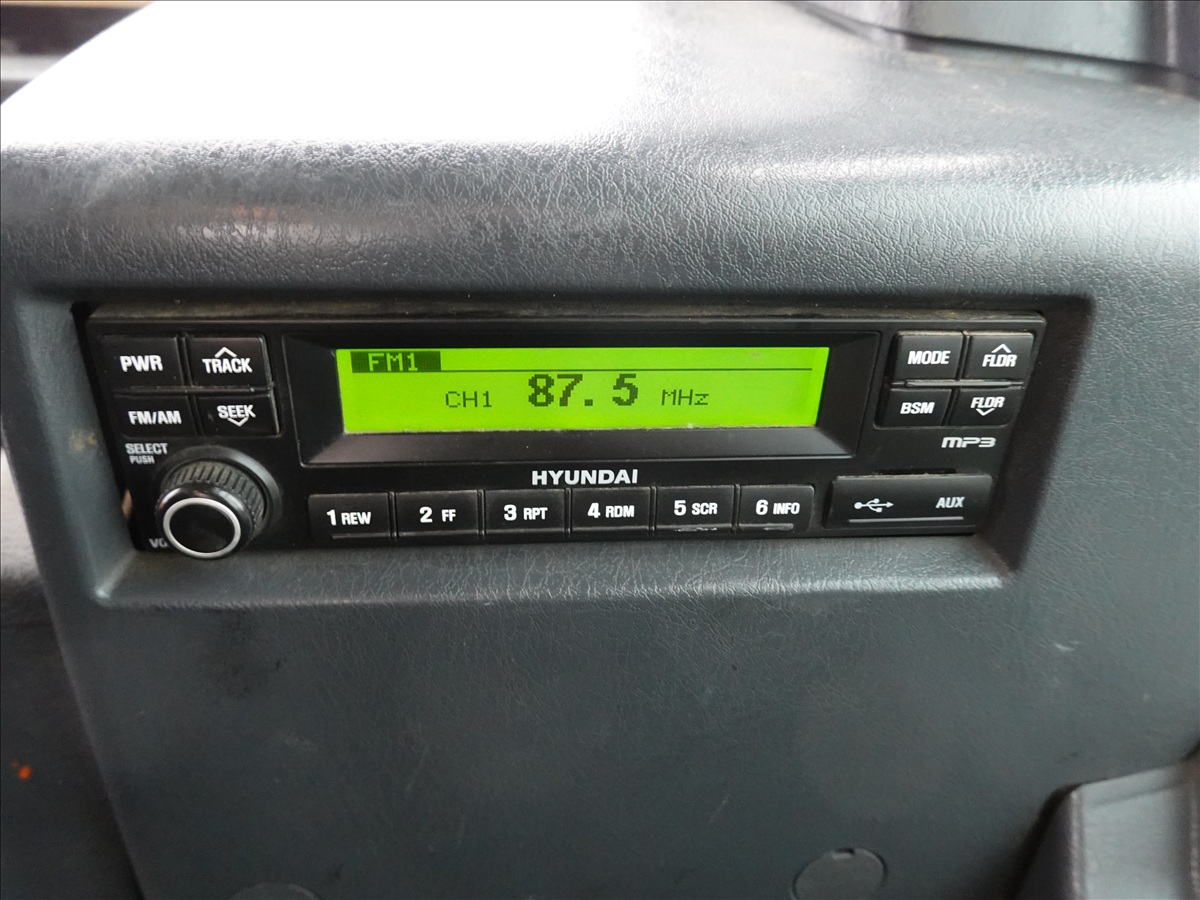 PWR
TRACK
FM/AM
SEEK
SELECT
PUSH
FM1
CH1 87.5 MHz
MODE
FLDR
BSM
FLDR
MP3
HYUNDAI
1 REW
2 FF
3 RPT
4 RDM
5 SCR
6 INFO
AUX